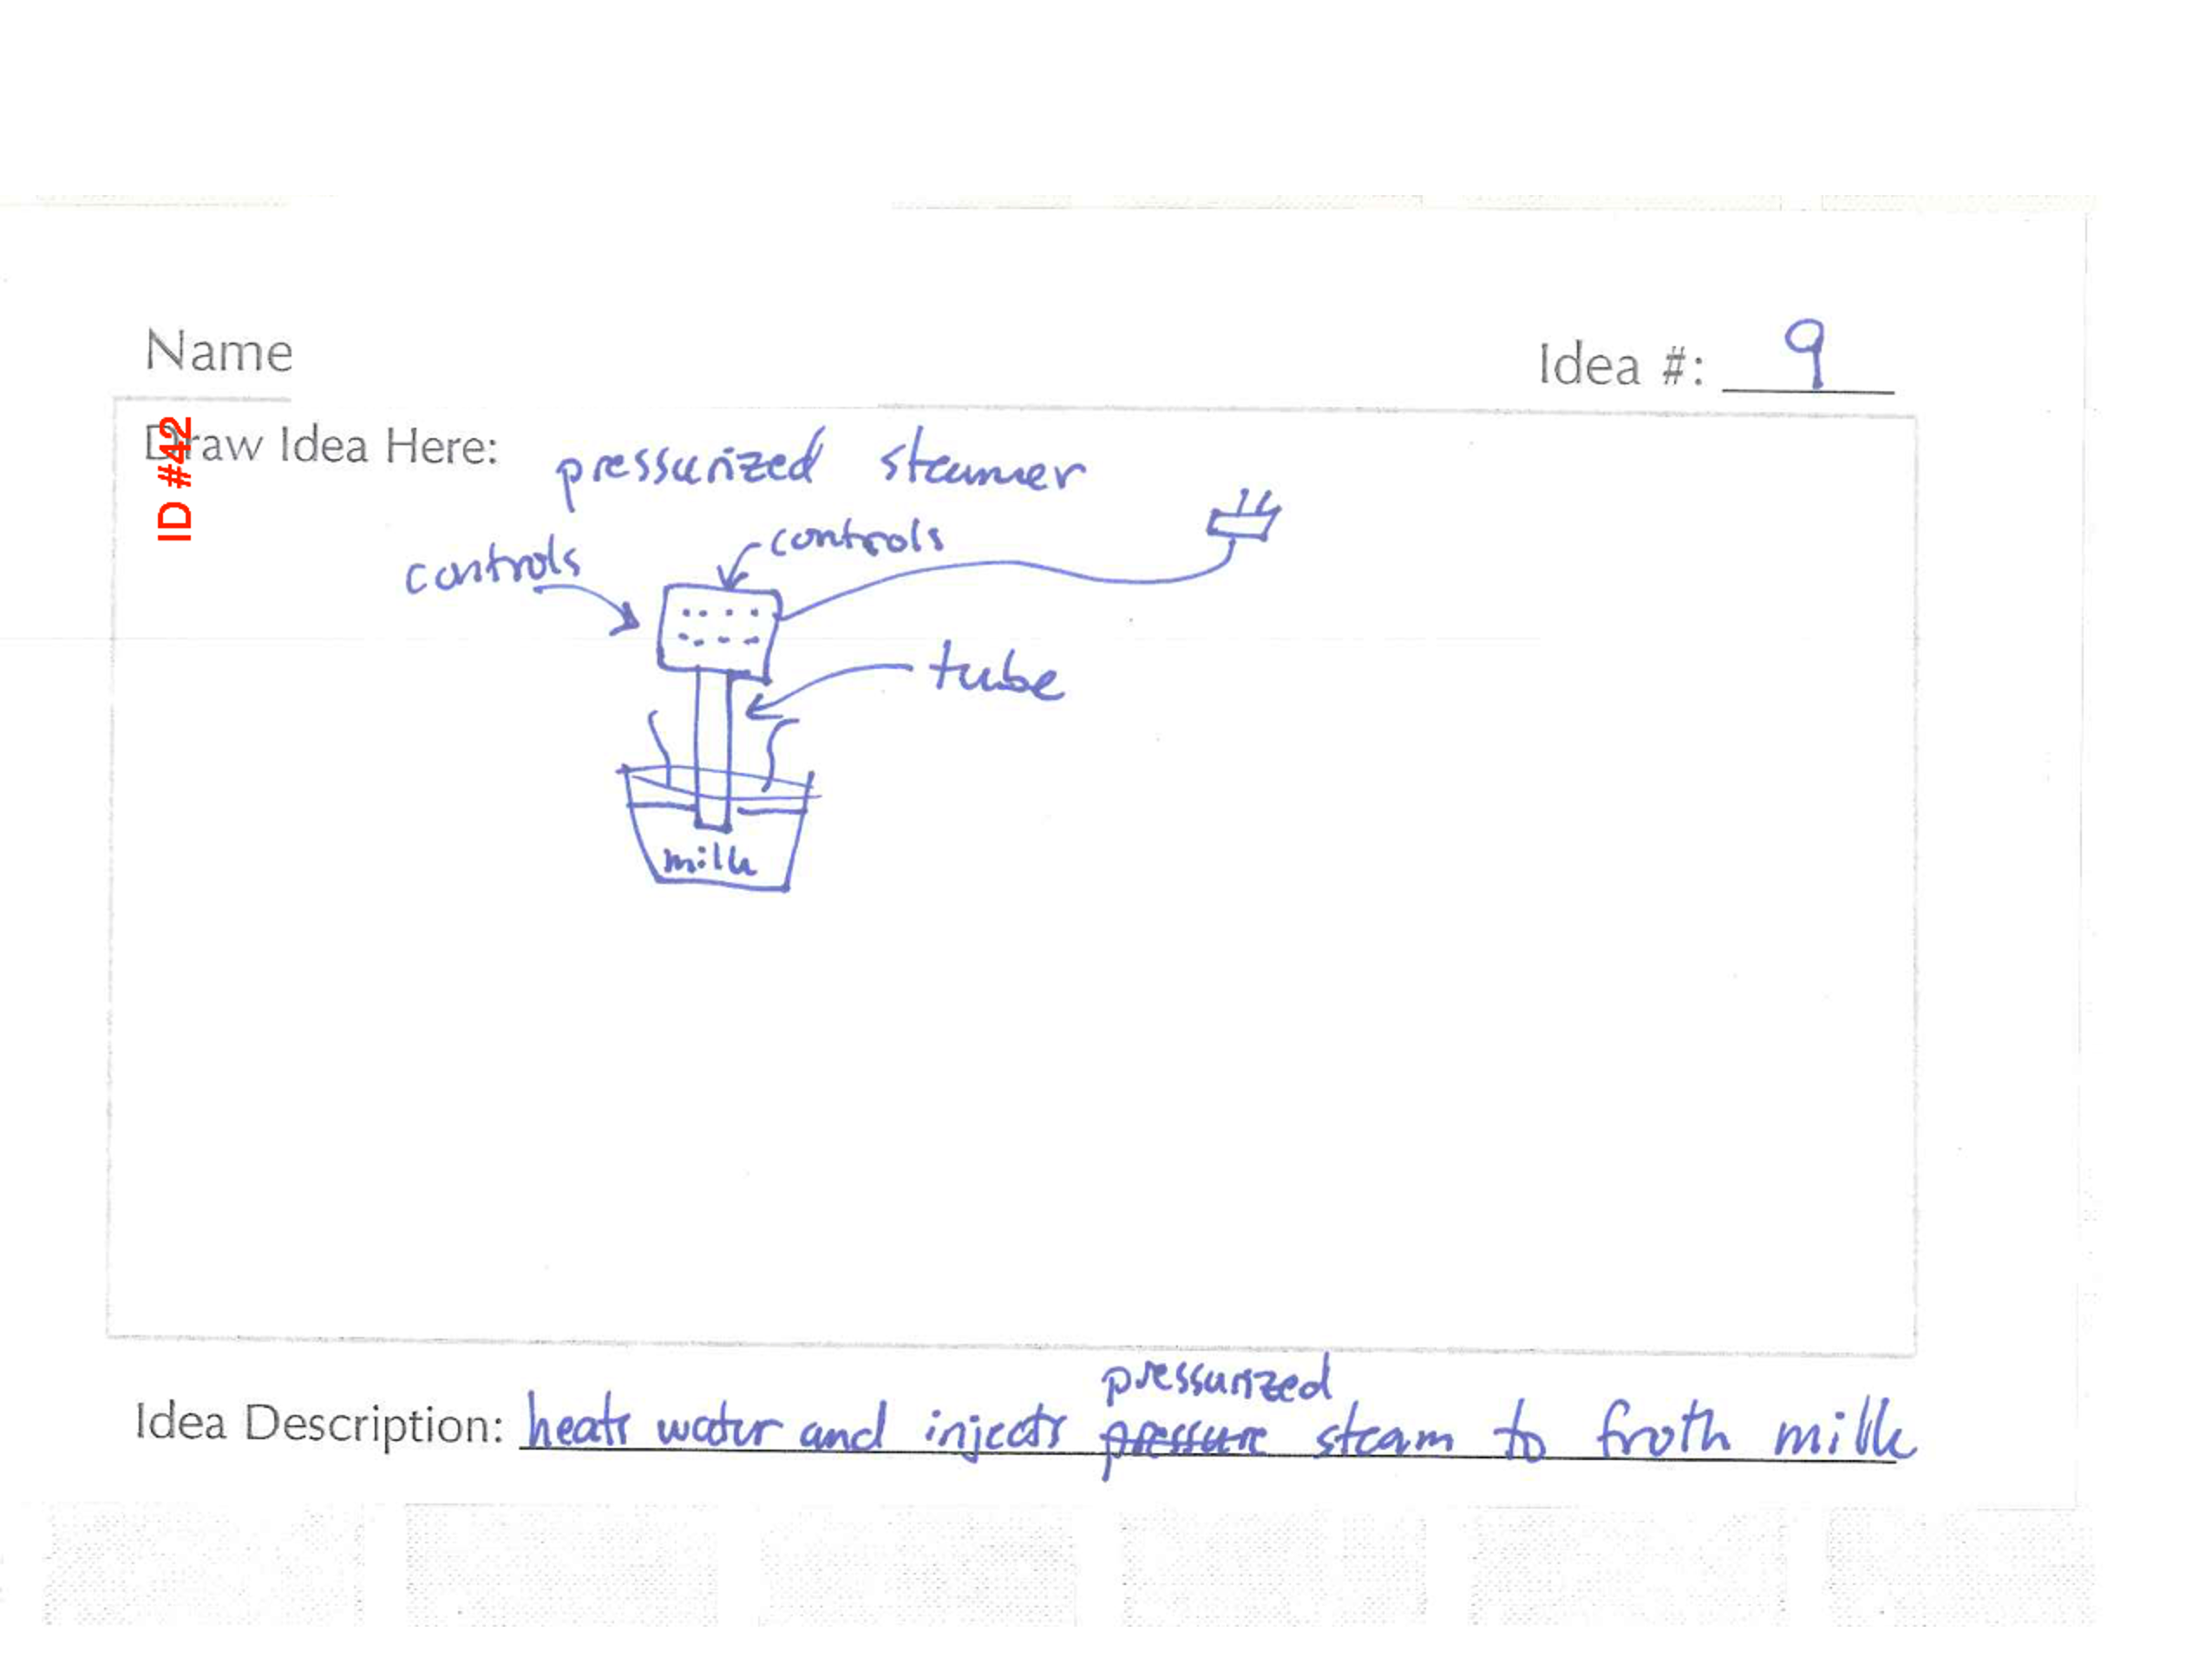 Name
Idea #: 9
ID #42
Draw Idea Here: pressurized steamer
controls
controls
tube
milk
pressurized
Idea Description: heats water and injects pressure steam to froth milk